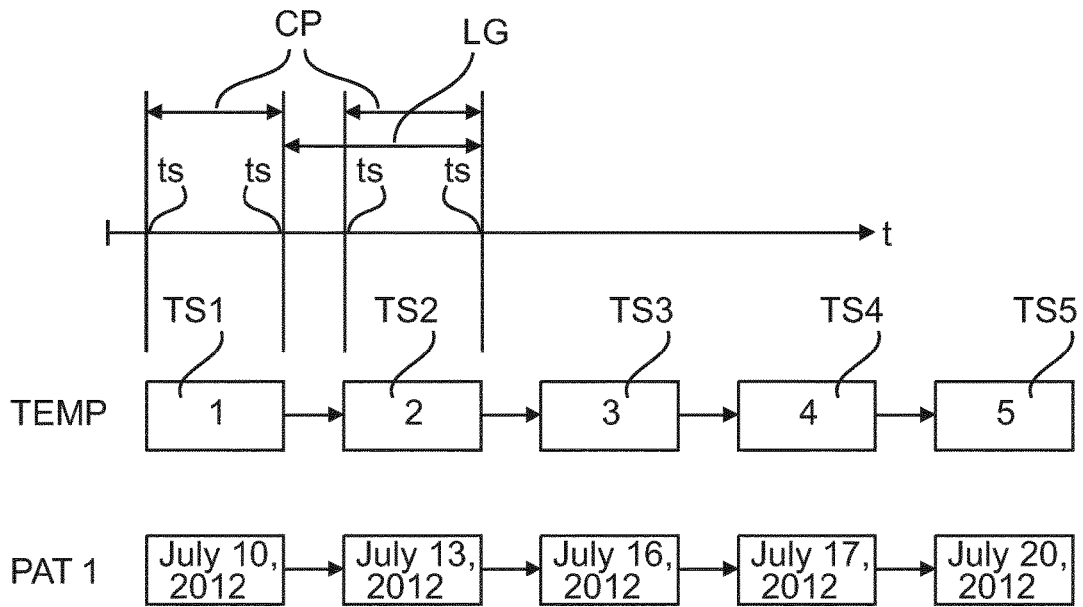 CP
LG
ts ts ts ts
t
TS1 TS2 TS3 TS4 TS5
TEMP 1 2 3 4 5
PAT 1 July 10, 2012 July 13, 2012 July 16, 2012 July 17, 2012 July 20, 2012